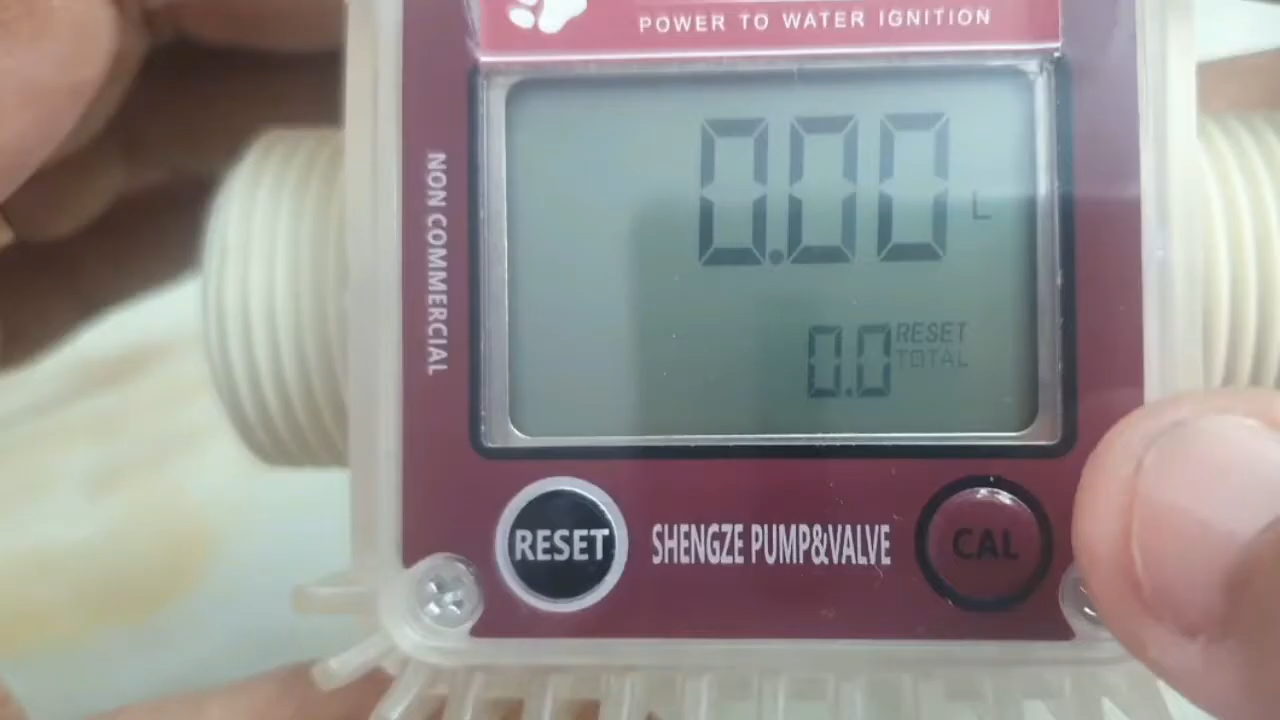 POWER TO WATER IGNITION
NON COMMERCIAL
0.00 L
0.0 RESET TOTAL
RESET
SHENGZE PUMP&VALVE
CAL